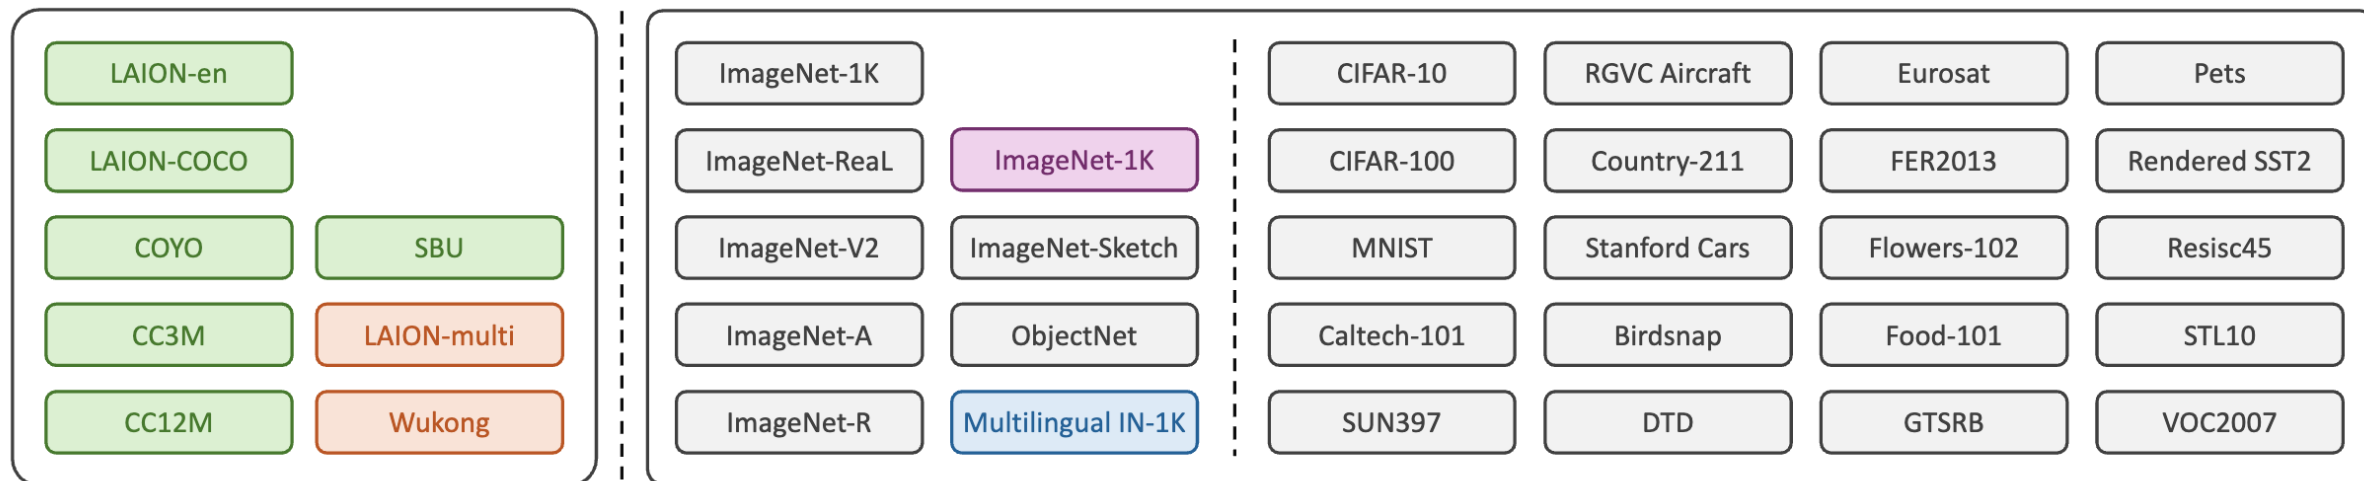 LAION-en
LAION-COCO
COYO
SBU
CC3M
LAION-multi
CC12M
Wukong
ImageNet-1K
ImageNet-ReaL
ImageNet-1K
ImageNet-V2
ImageNet-Sketch
ImageNet-A
ObjectNet
ImageNet-R
Multilingual IN-1K
CIFAR-10
RGVC Aircraft
Eurosat
Pets
CIFAR-100
Country-211
FER2013
Rendered SST2
MNIST
Stanford Cars
Flowers-102
Resisc45
Caltech-101
Birdsnap
Food-101
STL10
SUN397
DTD
GTSRB
VOC2007